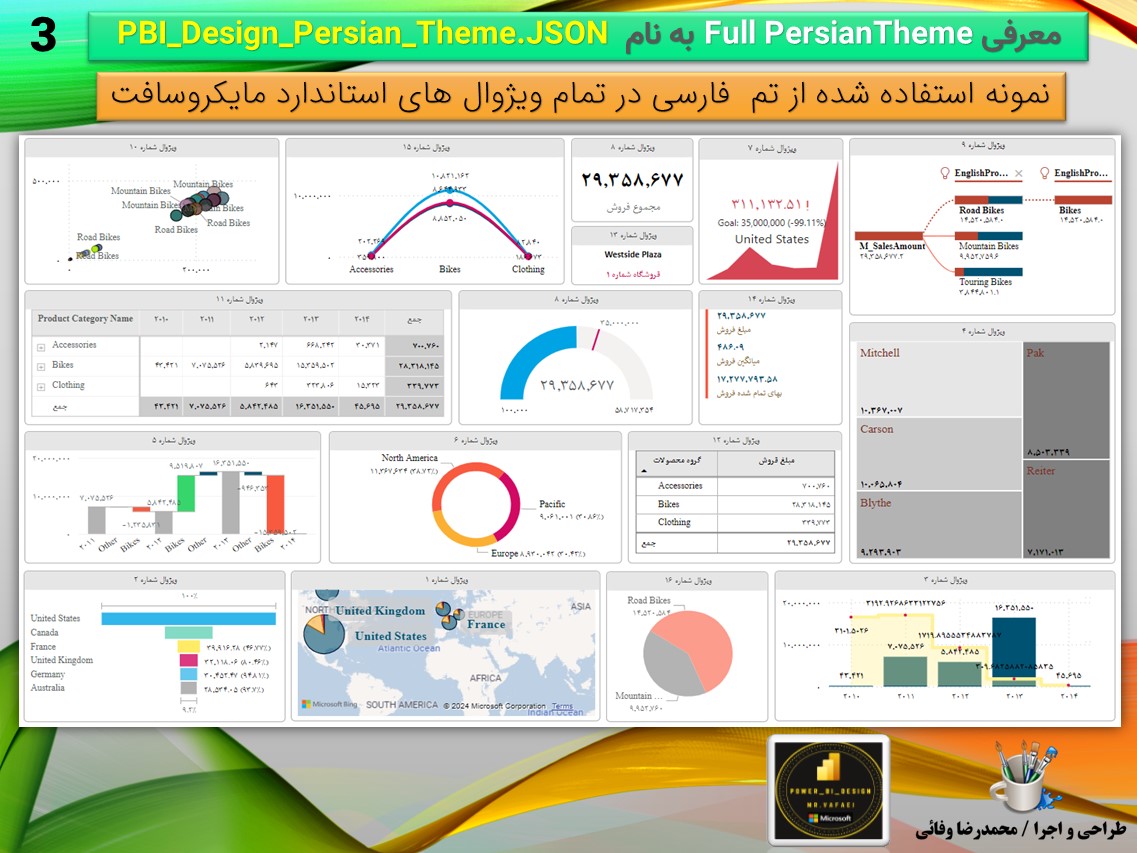 3
معرفی Full PersianTheme به نام PBI_Design_Persian_Theme.JSON
نمونه استفاده شده از تم فارسی در تمام ویژوال های استاندارد مایکروسافت
ویژوال شماره ۱۰
۵۰۰,۰۰۰
Mountain Bikes
Mountain Bikes
Mountain Bikes
Road Bikes
Road Bikes
Road Bikes
Road Bikes
۲۰۰,۰۰۰
ویژوال شماره ۱۵
۱۰,۰۰۰,۰۰۰
۱۰,۸۲۱,۱۶۲
۸,۸۵۲,۰۵۰
Accessories
Bikes
Clothing
ویژوال شماره ۸
۲۹,۳۵۸,۶۷۷
مجموع فروش
ویژوال شماره ۱۳
Westside Plaza
فروشگاه شماره ۱
ویژوال شماره ۷
۳۱۱,۱۳۲.۵۱ !
Goal: 35,000,000 (-99.11%)
United States
ویژوال شماره ۹
EnglishPro...
EnglishPro...
Road Bikes
۱۴,۵۲۰,۵۸۴.۰
Bikes
۱۴,۵۲۰,۵۸۴.۰
M_SalesAmount
۲۹,۳۵۸,۶۷۷.۲
Mountain Bikes
۹,۹۵۲,۷۵۹.۶
Touring Bikes
۳,۸۴۴,۸۰۱.۱
ویژوال شماره ۱۱
Product Category Name ۲۰۱۰ ۲۰۱۱ ۲۰۱۲ ۲۰۱۳ ۲۰۱۴ جمع
Accessories ۲,۱۴۷ ۶۶۸,۲۴۲ ۳۰,۳۷۱ ۷۰۰,۷۶۰
Bikes ۴۳,۴۲۱ ۷,۰۷۵,۵۲۶ ۵,۸۳۹,۶۹۵ ۱۵,۳۵۹,۵۰۲ ۲۸,۳۱۸,۱۴۵
Clothing ۶۴۳ ۳۲۳,۸۰۶ ۱۵,۳۲۳ ۳۳۹,۷۷۳
جمع ۴۳,۴۲۱ ۷,۰۷۵,۵۲۶ ۵,۸۴۲,۴۸۵ ۱۶,۳۵۱,۵۵۰ ۴۵,۶۹۵ ۲۹,۳۵۸,۶۷۷
ویژوال شماره ۸
۳۵,۰۰۰,۰۰۰
۲۹,۳۵۸,۶۷۷
۱۰۰,۰۰۰
۵۸,۷۱۷,۳۵۴
ویژوال شماره ۱۴
۲۹,۳۵۸,۶۷۷
مبلغ فروش
۴۸۶.۰۹
میانگین فروش
۱۷,۲۷۷,۷۹۳.۵۸
بهای تمام شده فروش
ویژوال شماره ۴
Mitchell
۱۰,۳۶۷,۰۰۷
Carson
۱۰,۰۶۵,۸۰۴
Blythe
۹,۲۹۳,۹۰۳
Pak
۸,۵۰۳,۳۳۹
Reiter
۷,۱۷۱,۰۱۳
ویژوال شماره ۵
۲۰,۰۰۰,۰۰۰
۱۰,۰۰۰,۰۰۰
۷,۰۷۵,۵۲۶
۵,۸۴۲,۴۸۵
۹,۵۱۹,۸۰۷
۱۶,۳۵۱,۵۵۰
۲۰۱۱ Other Bikes ۲۰۱۲ Bikes Other ۲۰۱۳ Other Bikes ۲۰۱۴
ویژوال شماره ۶
North America
۱۱,۳۶۷,۶۳۴ (۳۸.۷۲٪)
Pacific
۹,۰۶۱,۰۰۱ (۳۰.۸۶٪)
Europe ۸,۹۳۰,۰۴۲ (۳۰.۴۲٪)
ویژوال شماره ۱۲
گروه محصولات مبلغ فروش
Accessories ۷۰۰,۷۶۰
Bikes ۲۸,۳۱۸,۱۴۵
Clothing ۳۳۹,۷۷۳
جمع ۲۹,۳۵۸,۶۷۷
ویژوال شماره ۲
۱۰۰٪
United States
Canada
France ۳۹,۹۱۶.۲۸ (۴۶.۷۷٪)
United Kingdom ۳۲,۱۱۸.۰۶ (۸۰.۴۶٪)
Germany ۳۰,۴۵۲.۴۷ (۹۴.۸۱٪)
Australia ۲۸,۵۳۴.۰۵ (۹۳.۷٪)
۹.۲٪
ویژوال شماره ۱
United Kingdom
EUROPE
France
United States
ASIA
Atlantic Ocean
AFRICA
SOUTH AMERICA
Microsoft Bing
© 2024 Microsoft Corporation Terms
Indian Ocean
ویژوال شماره ۱۶
Road Bikes
۱۴,۵۲۰,۵۸۴
Mountain ...
۹,۹۵۲,۷۶۰
ویژوال شماره ۳
۲۰,۰۰۰,۰۰۰
۱۰,۰۰۰,۰۰۰
۳۱۰۱.۵۰۲۶
۴۳,۴۲۱
۷,۰۷۵,۵۲۶
۵,۸۴۲,۴۸۵
۱۶,۳۵۱,۵۵۰
۴۵,۶۹۵
۲۰۱۰ ۲۰۱۱ ۲۰۱۲ ۲۰۱۳ ۲۰۱۴
POWER_BI_DESIGN
MR.VAFAEI
Microsoft
طراحی و اجرا / محمدرضا وفائی